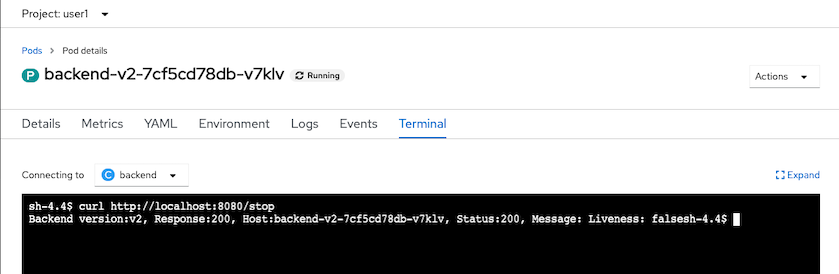 Project: user1
Pods > Pod details
P backend-v2-7cf5cd78db-v7klv Running
Actions
Details Metrics YAML Environment Logs Events Terminal
Connecting to C backend Expand
sh-4.4$ curl http://localhost:8080/stop
Backend version:v2, Response:200, Host:backend-v2-7cf5cd78db-v7klv, Status:200, Message: Liveness: falsesh-4.4$